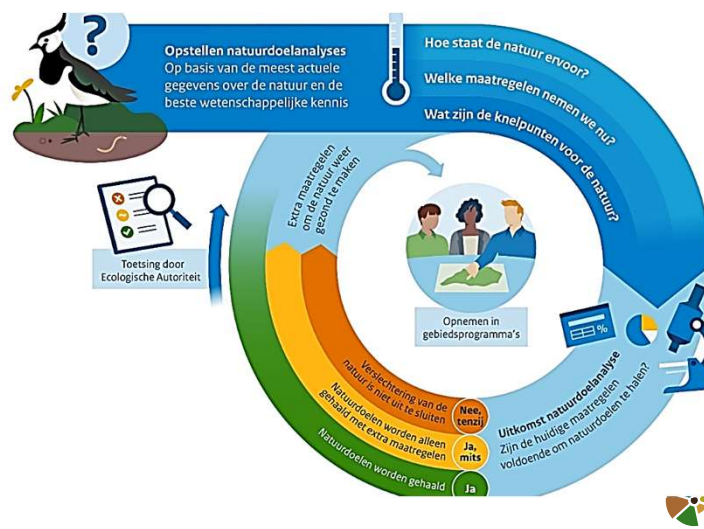 ?
Opstellen natuurdoelanalyses
Op basis van de meest actuele
gegevens over de natuur en de
beste wetenschappelijke kennis
Hoe staat de natuur ervoor?
Welke maatregelen nemen we nu?
Wat zijn de knelpunten voor de natuur?
Uitkomst natuurdoelanalyse
Zijn de huidige maatregelen
voldoende om natuurdoelen te halen?
%
Nee,
tenzij
Verslechtering van de
natuur is niet uit te sluiten
Ja,
mits
Natuurdoelen worden alleen
gehaald met extra maatregelen
Ja
Natuurdoelen worden gehaald
Toetsing door
Ecologische Autoriteit
Extra maatregelen
om de natuur weer
gezond te maken
Opnemen in
gebiedsprogramma's